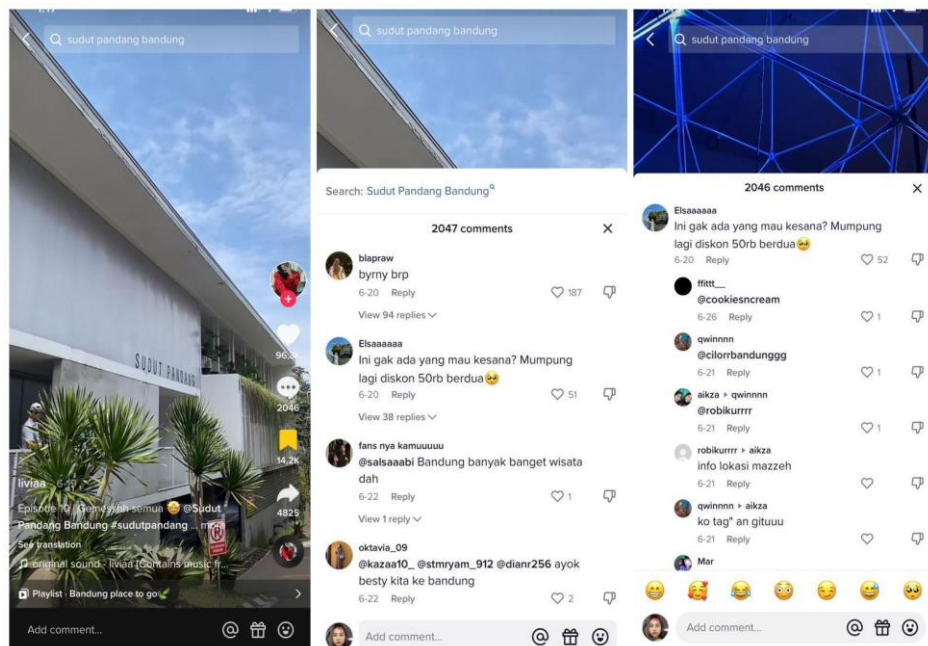 sudut pandang bandung
SUDUT PANDANG
96,8K
2046
14,2K
4825
liviaa · 6-19
Episode 10 : Gemessnh semua 🤩 @Sudut
Pandang Bandung #sudutpandang ... more
See translation
original sound - liviaa [Contains music fr...
Playlist · Bandung place to go🌿
Add comment...
sudut pandang bandung
Search: Sudut Pandang Bandung
2047 comments
blapraw
byrny brp
6-20 Reply
187
View 94 replies
Elsaaaaaa
Ini gak ada yang mau kesana? Mumpung
lagi diskon 50rb berdua🥺
6-20 Reply
51
View 38 replies
fans nya kamuuuuu
@salsaaabi Bandung banyak banget wisata
dah
6-22 Reply
1
View 1 reply
oktavia_09
@kazaa10_ @stmryam_912 @dianr256 ayok
besty kita ke bandung
6-22 Reply
2
Add comment...
sudut pandang bandung
2046 comments
Elsaaaaaa
Ini gak ada yang mau kesana? Mumpung
lagi diskon 50rb berdua🥺
6-20 Reply
52
ffittt__
@cookiesncream
6-26 Reply
1
qwinnnn
@cilorrbandunggg
6-21 Reply
1
aikza ▸ qwinnnn
@robikurrr
6-21 Reply
1
robikurrr ▸ aikza
info lokasi mazzeh
6-21 Reply
qwinnnn ▸ aikza
ko tag" an gituuu
6-21 Reply
Mar
😁 🥰 😂 😳 😏 😅 🥺
Add comment...